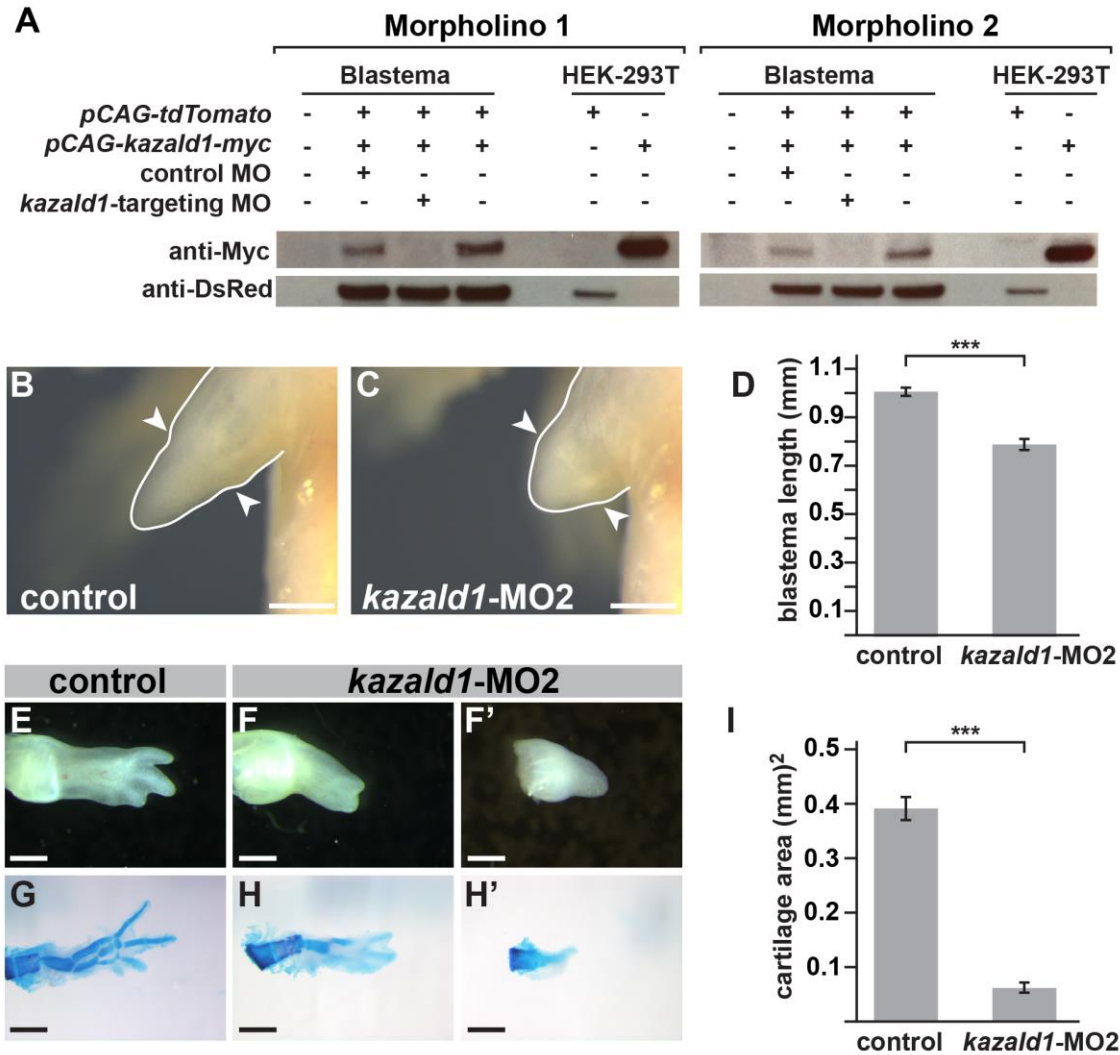 A
Morpholino 1 Morpholino 2
Blastema HEK-293T Blastema HEK-293T
pCAG-tdTomato - + + + + - - + + + + -
pCAG-kazald1-myc - + + + - + - + + + - +
control MO - + - - - - - + - - - -
kazald1-targeting MO - - + - - - - - + - - -
anti-Myc
anti-DsRed
B
control
C
kazald1-MO2
D
***
blastema length (mm)
1.1
0.9
0.7
0.5
0.3
0.1
control kazald1-MO2
control kazald1-MO2
E F F'
G H H'
I
***
cartilage area (mm)2
0.5
0.4
0.3
0.2
0.1
control kazald1-MO2